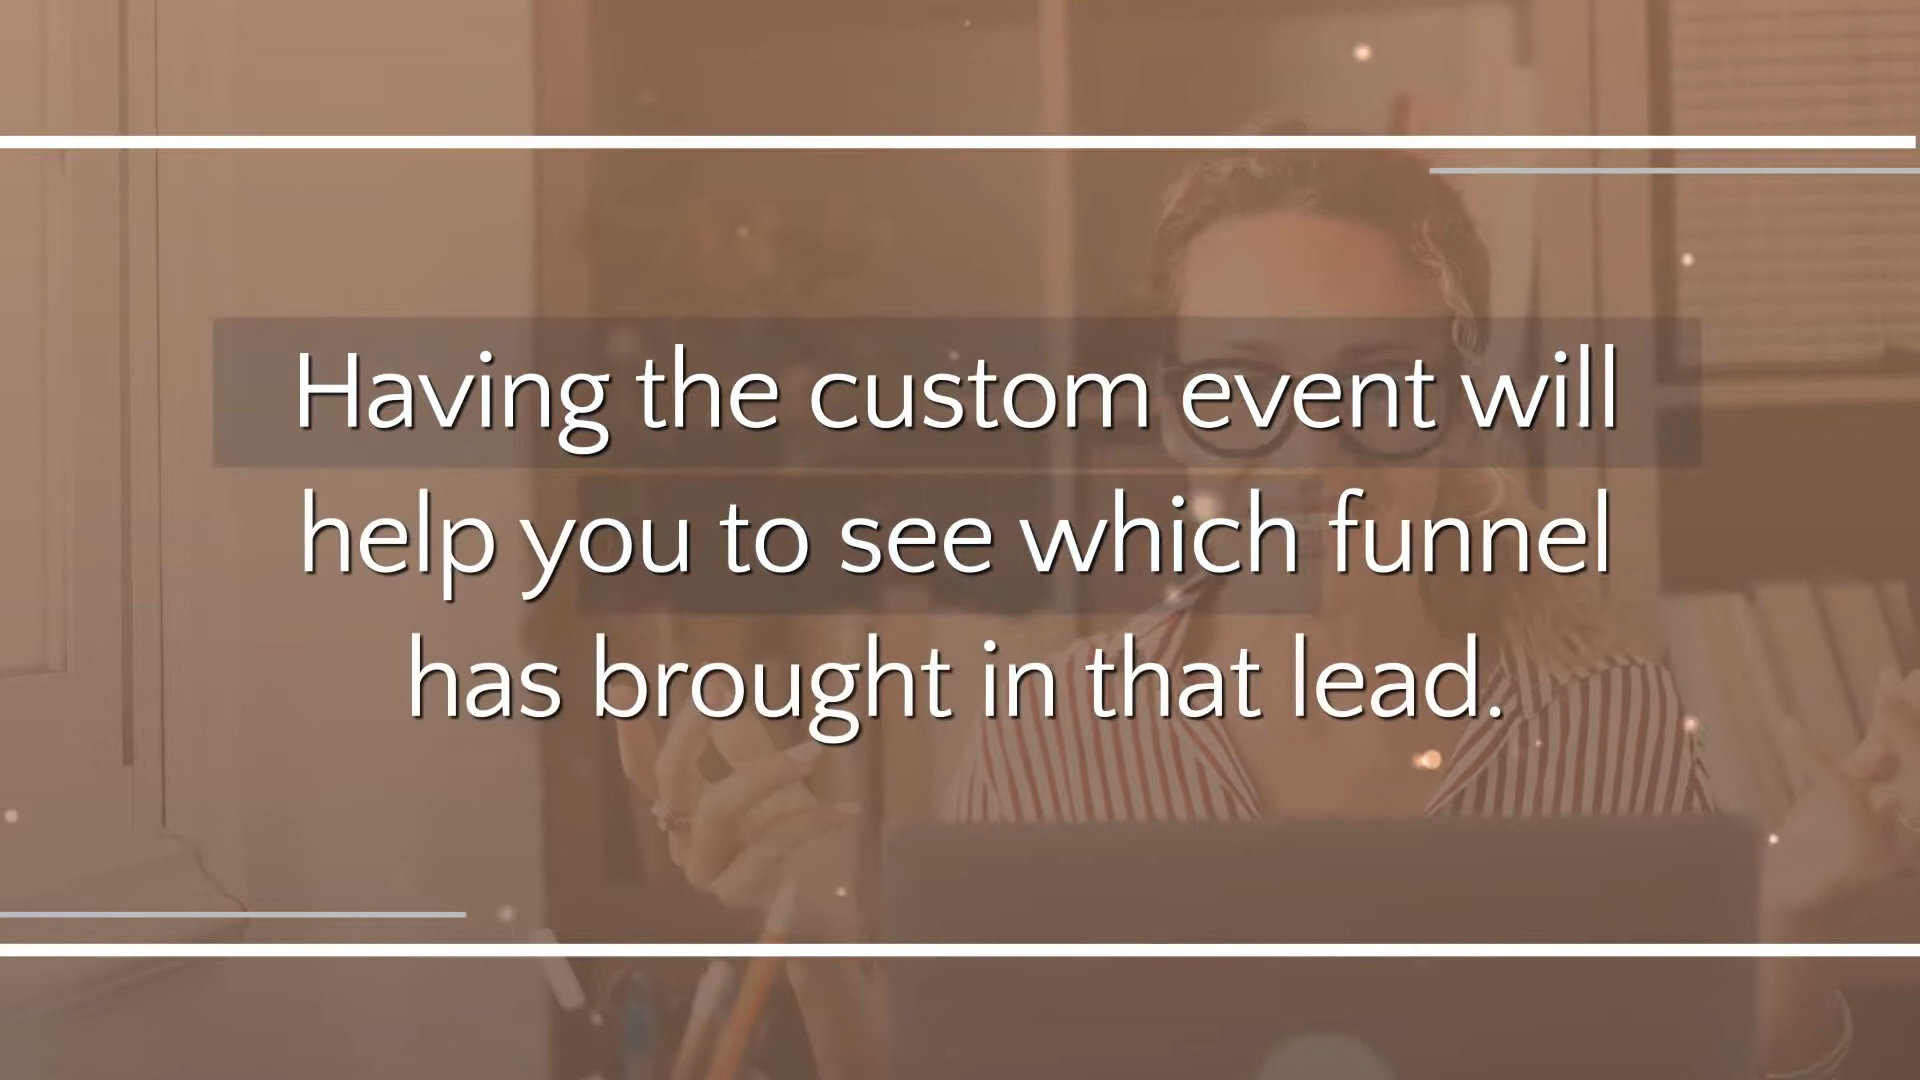 Having the custom event will
help you to see which funnel
has brought in that lead.